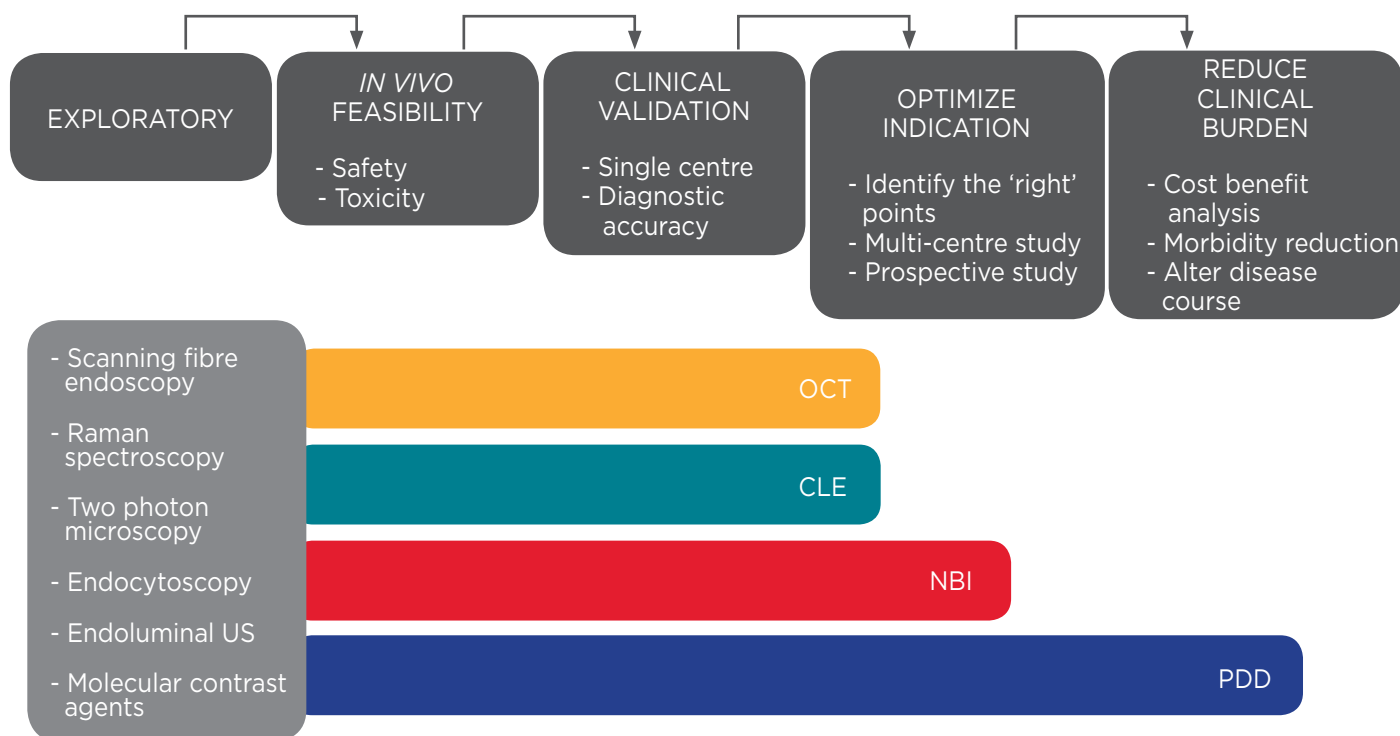 EXPLORATORY
IN VIVO
FEASIBILITY
- Safety
- Toxicity
CLINICAL
VALIDATION
- Single centre
- Diagnostic
accuracy
OPTIMIZE
INDICATION
- Identify the ‘right’
points
- Multi-centre study
- Prospective study
REDUCE
CLINICAL
BURDEN
- Cost benefit
analysis
- Morbidity reduction
- Alter disease
course
- Scanning fibre
endoscopy
- Raman
spectroscopy
- Two photon
microscopy
- Endocytoscopy
- Endoluminal US
- Molecular contrast
agents
OCT
CLE
NBI
PDD